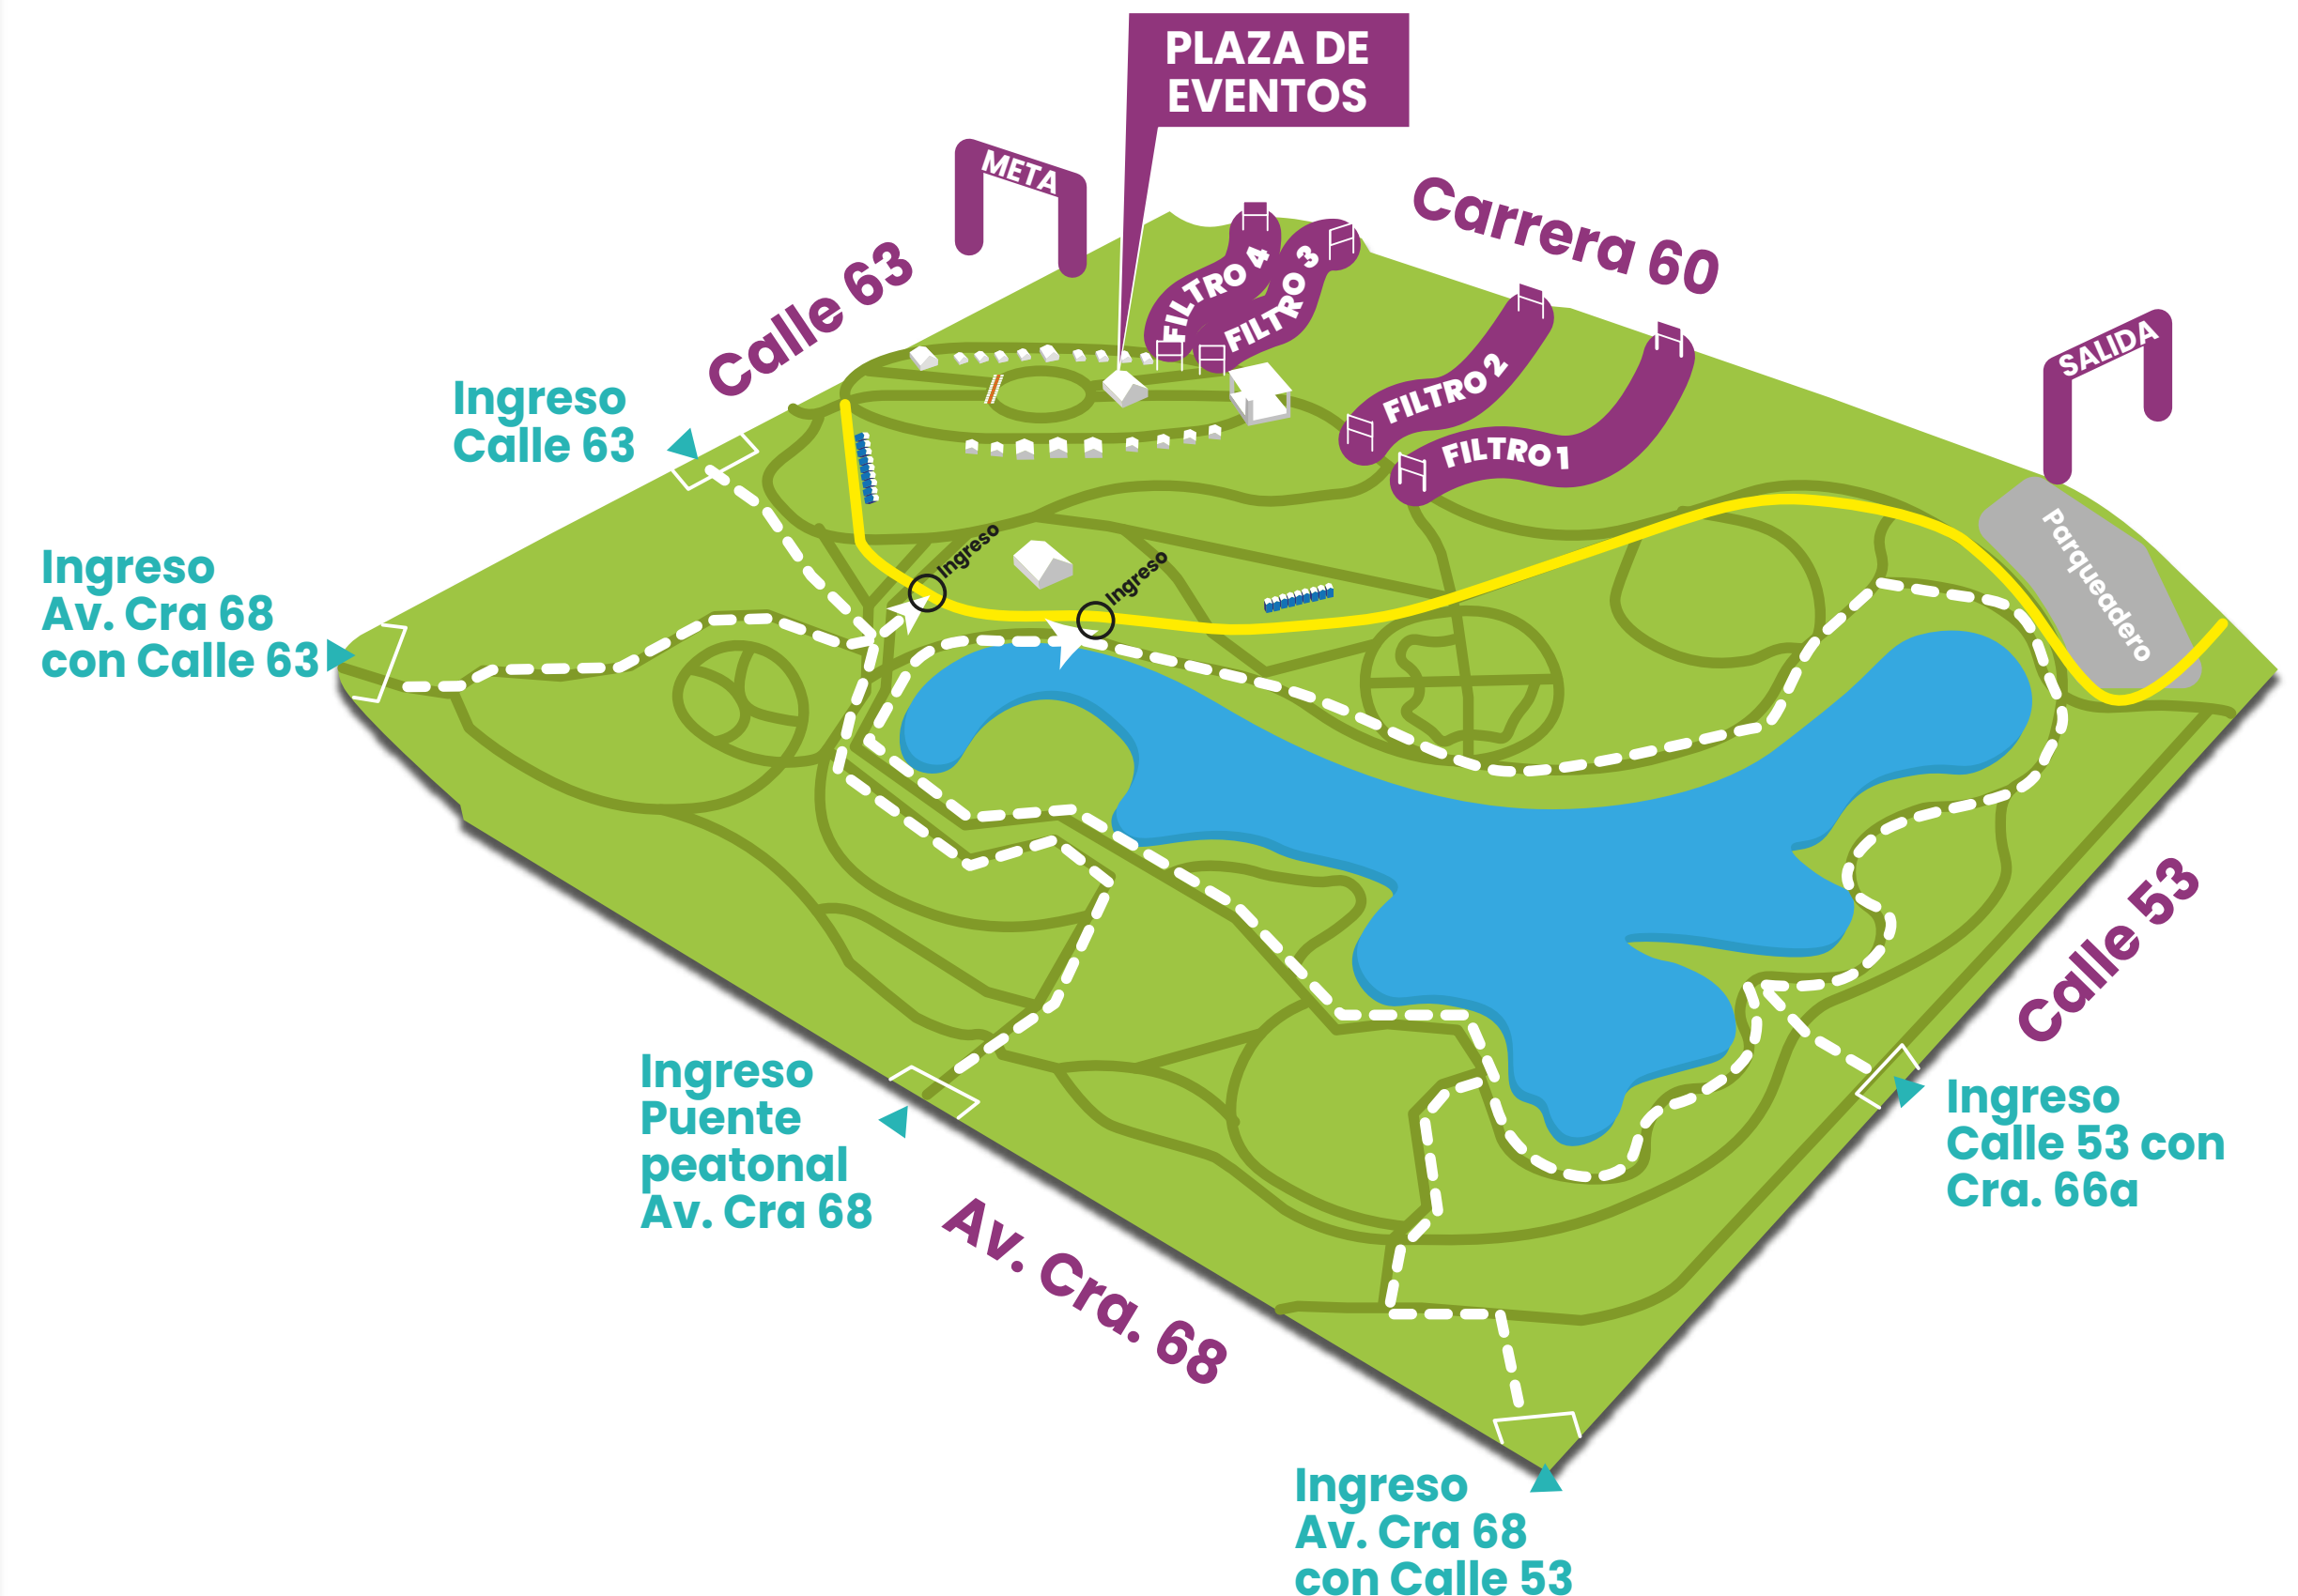 PLAZA DE
EVENTOS
META
Carrera 60
Calle 63
FILTRO 4
FILTRO 3
FILTRO 2
FILTRO 1
SALIDA
Parqueadero
Ingreso
Calle 63
Ingreso
Ingreso
Ingreso
Av. Cra 68
con Calle 63
Calle 53
Ingreso
Puente
peatonal
Av. Cra 68
Ingreso
Calle 53 con
Cra. 66a
Av. Cra. 68
Ingreso
Av. Cra 68
con Calle 53